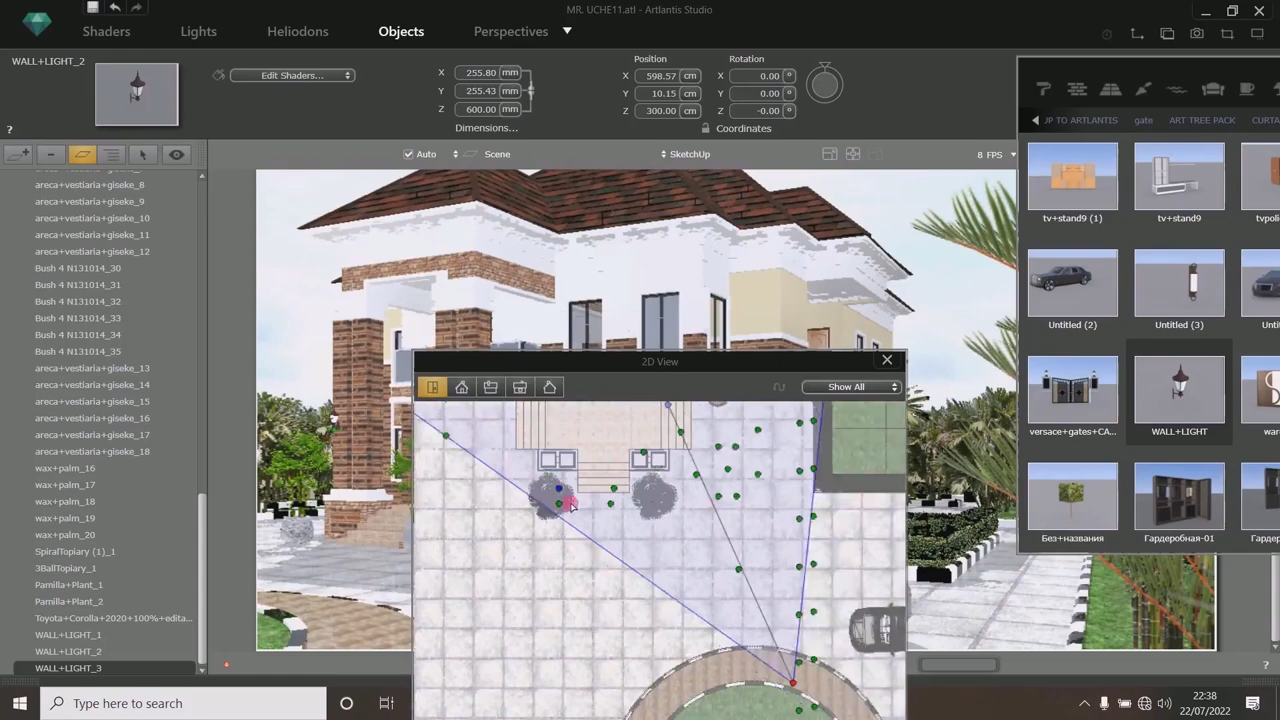 MR. UCHE11.atl - Artlantis Studio
Shaders
Lights
Heliodons
Objects
Perspectives
WALL+LIGHT_2
Edit Shaders...
X 255.80 mm
Y 255.43 mm
Z 600.00 mm
Dimensions...
Position
X 598.57 cm
Y 10.15 cm
Z 300.00 cm
Rotation
X 0.00 °
Y 0.00 °
Z -0.00 °
Coordinates
?
Auto
Scene
SketchUp
8 FPS
areca+vestiaria+giseke_8
areca+vestiaria+giseke_9
areca+vestiaria+giseke_10
areca+vestiaria+giseke_11
areca+vestiaria+giseke_12
Bush 4 N131014_30
Bush 4 N131014_31
Bush 4 N131014_32
Bush 4 N131014_33
Bush 4 N131014_34
Bush 4 N131014_35
areca+vestiaria+giseke_13
areca+vestiaria+giseke_14
areca+vestiaria+giseke_15
areca+vestiaria+giseke_16
areca+vestiaria+giseke_17
areca+vestiaria+giseke_18
wax+palm_16
wax+palm_17
wax+palm_18
wax+palm_19
wax+palm_20
SpiralTopiary (1)_1
3BallTopiary_1
Pamilla+Plant_1
Pamilla+Plant_2
Toyota+Corolla+2020+100%+edita...
WALL+LIGHT_1
WALL+LIGHT_2
WALL+LIGHT_3
2D View
Show All
JP TO ARTLANTIS
gate
ART TREE PACK
CURTA
tv+stand9 (1)
tv+stand9
typoli
Untitled (2)
Untitled (3)
Untit
versace+gates+CA...
WALL+LIGHT
war
Без+названия
Гардеробная-01
Гардер
?
Type here to search
22:38
22/07/2022